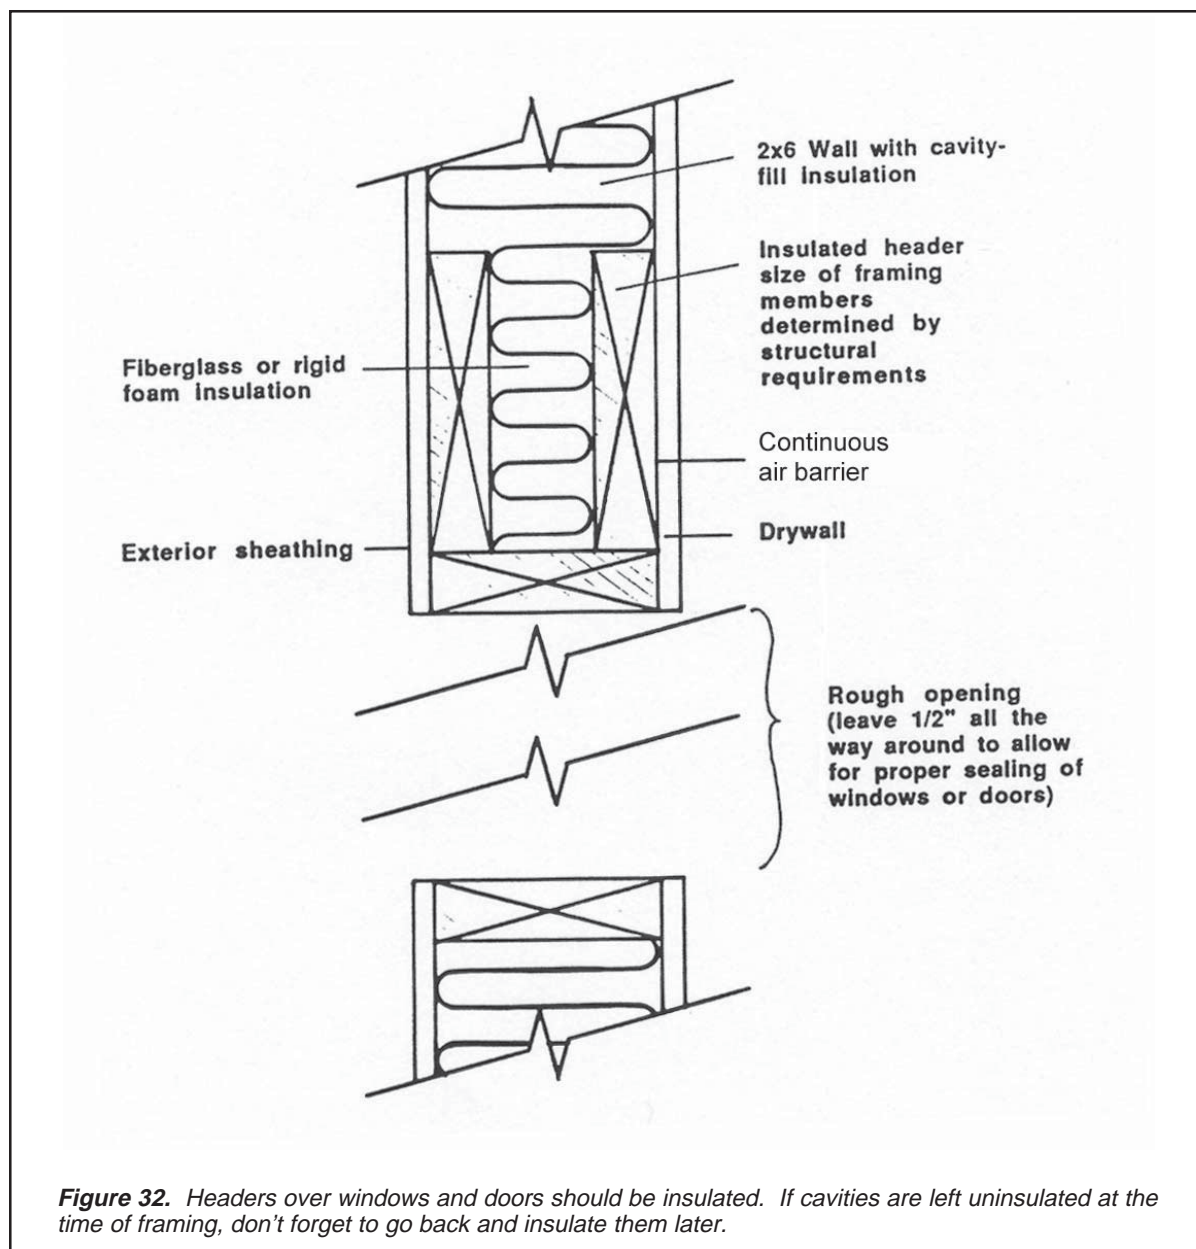 2x6 Wall with cavity-
fill insulation
Insulated header
size of framing
members
determined by
structural
requirements
Fiberglass or rigid
foam insulation
Continuous
air barrier
Drywall
Exterior sheathing
Rough opening
(leave 1/2" all the
way around to allow
for proper sealing of
windows or doors)
Figure 32. Headers over windows and doors should be insulated. If cavities are left uninsulated at the
time of framing, don't forget to go back and insulate them later.